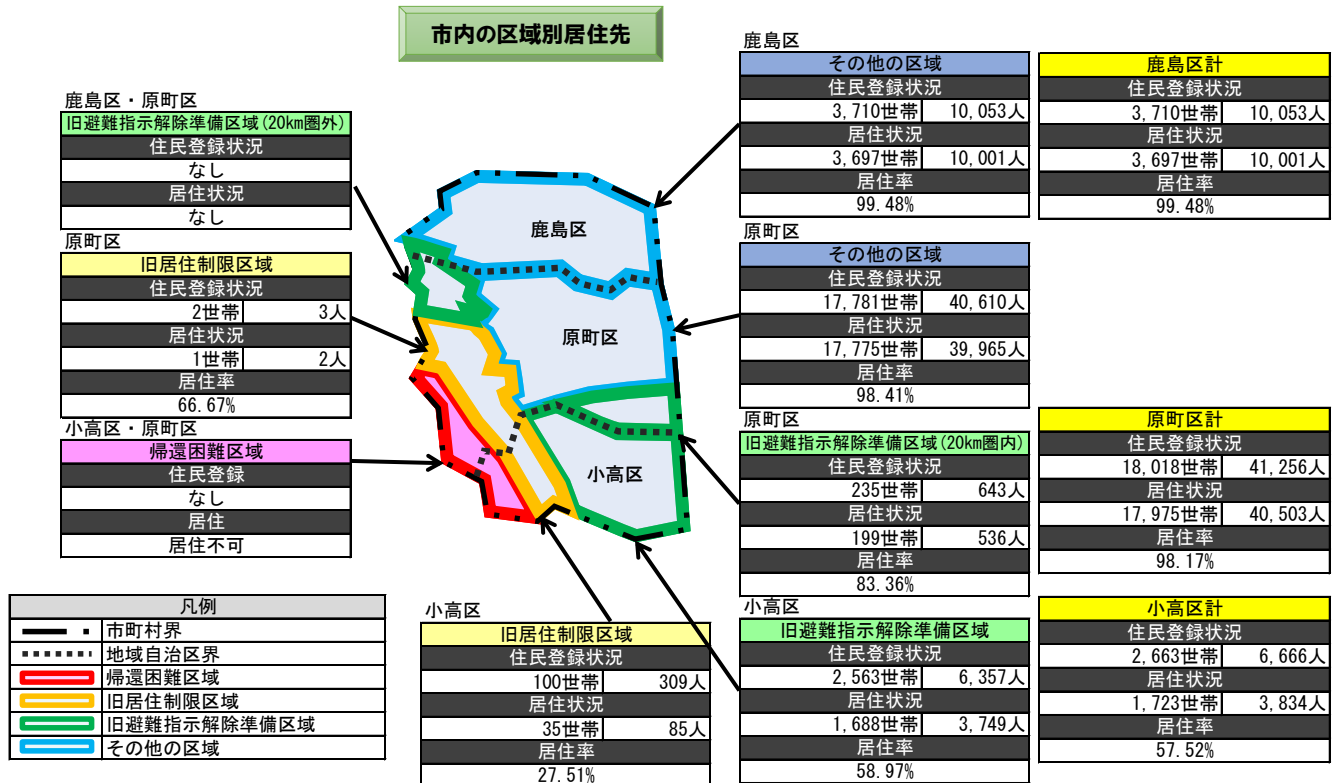 市内の区域別居住先
鹿島区・原町区
旧避難指示解除準備区域(20km圏外)
住民登録状況
なし
居住状況
なし
原町区
旧居住制限区域
住民登録状況
2世帯 3人
居住状況
1世帯 2人
居住率
66.67%
小高区・原町区
帰還困難区域
住民登録
なし
居住
居住不可
鹿島区
原町区
小高区
鹿島区
その他の区域
住民登録状況
3,710世帯 10,053人
居住状況
3,697世帯 10,001人
居住率
99.48%
鹿島区計
住民登録状況
3,710世帯 10,053人
居住状況
3,697世帯 10,001人
居住率
99.48%
原町区
その他の区域
住民登録状況
17,781世帯 40,610人
居住状況
17,775世帯 39,965人
居住率
98.41%
原町区
旧避難指示解除準備区域(20km圏内)
住民登録状況
235世帯 643人
居住状況
199世帯 536人
居住率
83.36%
原町区計
住民登録状況
18,018世帯 41,256人
居住状況
17,975世帯 40,503人
居住率
98.17%
凡例
市町村界
地域自治区界
帰還困難区域
旧居住制限区域
旧避難指示解除準備区域
その他の区域
小高区
旧居住制限区域
住民登録状況
100世帯 309人
居住状況
35世帯 85人
居住率
27.51%
小高区
旧避難指示解除準備区域
住民登録状況
2,563世帯 6,357人
居住状況
1,688世帯 3,749人
居住率
58.97%
小高区計
住民登録状況
2,663世帯 6,666人
居住状況
1,723世帯 3,834人
居住率
57.52%